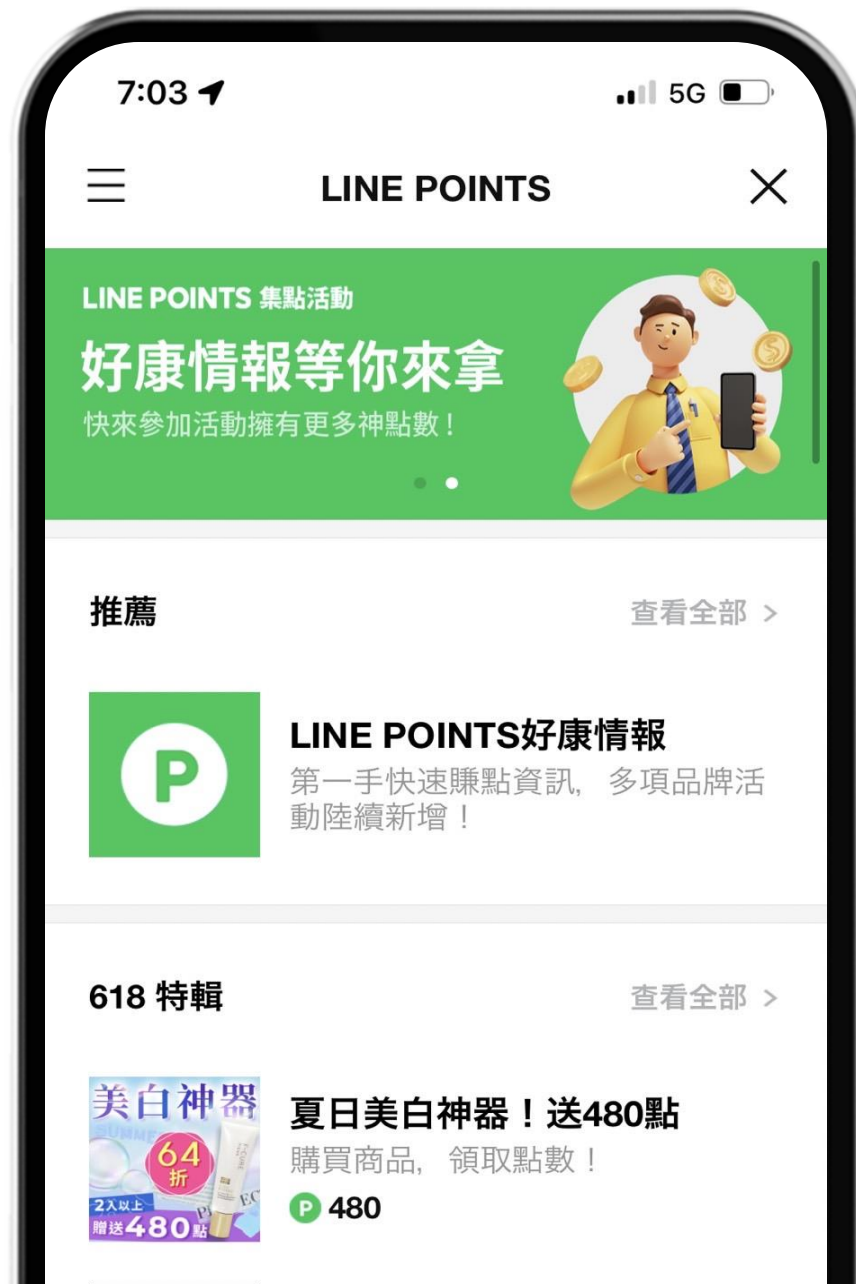 7:03
5G
LINE POINTS
LINE POINTS 集點活動
好康情報等你來拿
快來參加活動擁有更多神點數！
推薦
查看全部 >
P
LINE POINTS好康情報
第一手快速賺點資訊，多項品牌活
動陸續新增！
618 特輯
查看全部 >
美白神器
64
折
2入以上
贈送480點
夏日美白神器！送480點
購買商品，領取點數！
P 480